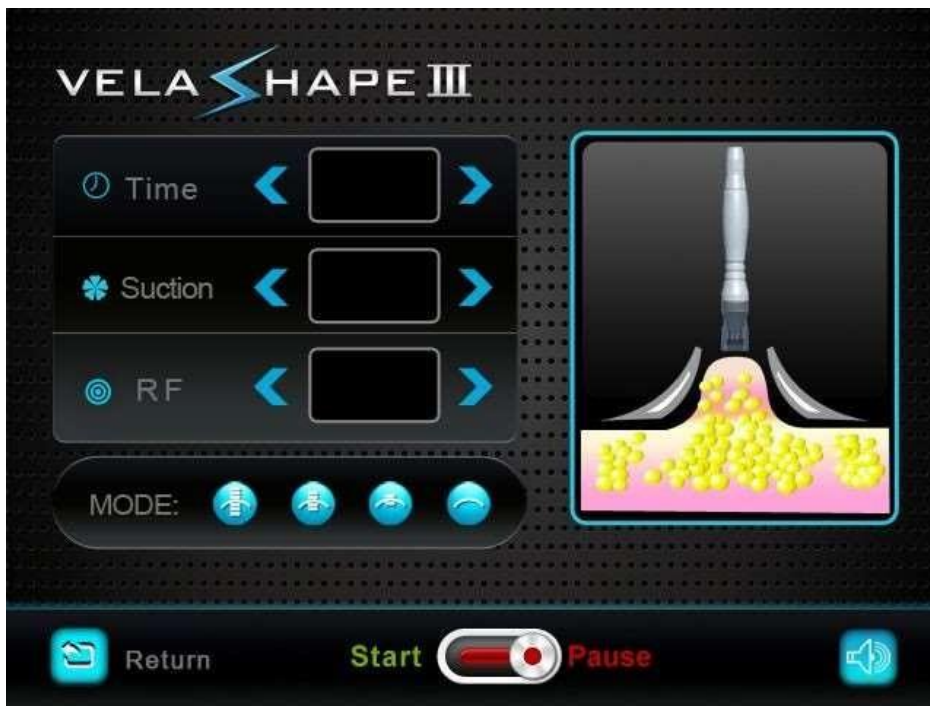 VELASHAPE III
Time
Suction
RF
MODE:
Return
Start
Pause